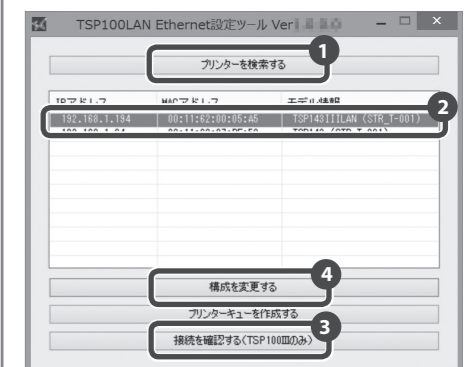 TSP100LAN Ethernet設定ツール Ver
1
プリンターを検索する
IPアドレス MACアドレス モデル情報
2
192.168.1.194 00:11:62:00:05:A5 TSP143IIILAN (STR_T-001)
4
構成を変更する
プリンターキューを作成する
3
接続を確認する(TSP100Ⅲのみ)